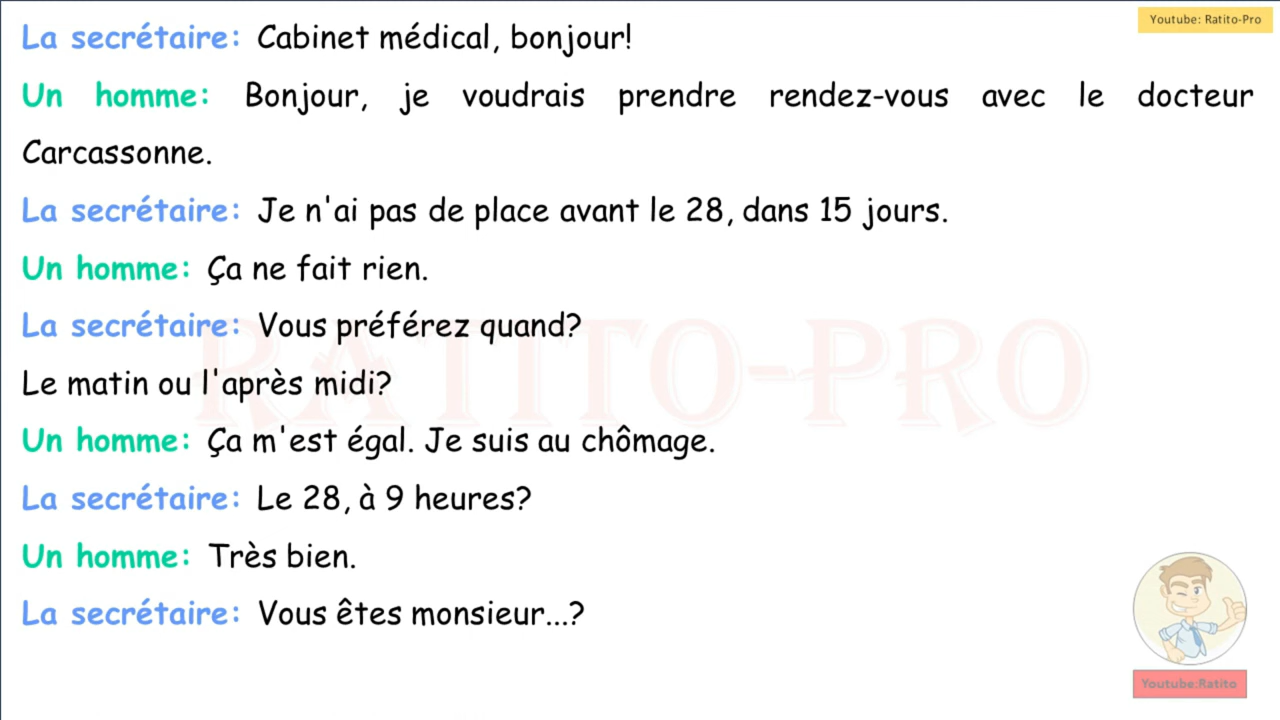 Youtube: Ratito-Pro
La secrétaire: Cabinet médical, bonjour!
Un homme: Bonjour, je voudrais prendre rendez-vous avec le docteur
Carcassonne.
La secrétaire: Je n'ai pas de place avant le 28, dans 15 jours.
Un homme: Ça ne fait rien.
La secrétaire: Vous préférez quand?
Le matin ou l'après midi?
Un homme: Ça m'est égal. Je suis au chômage.
La secrétaire: Le 28, à 9 heures?
Un homme: Très bien.
La secrétaire: Vous êtes monsieur...?
RATITO-PRO
Youtube:Ratito